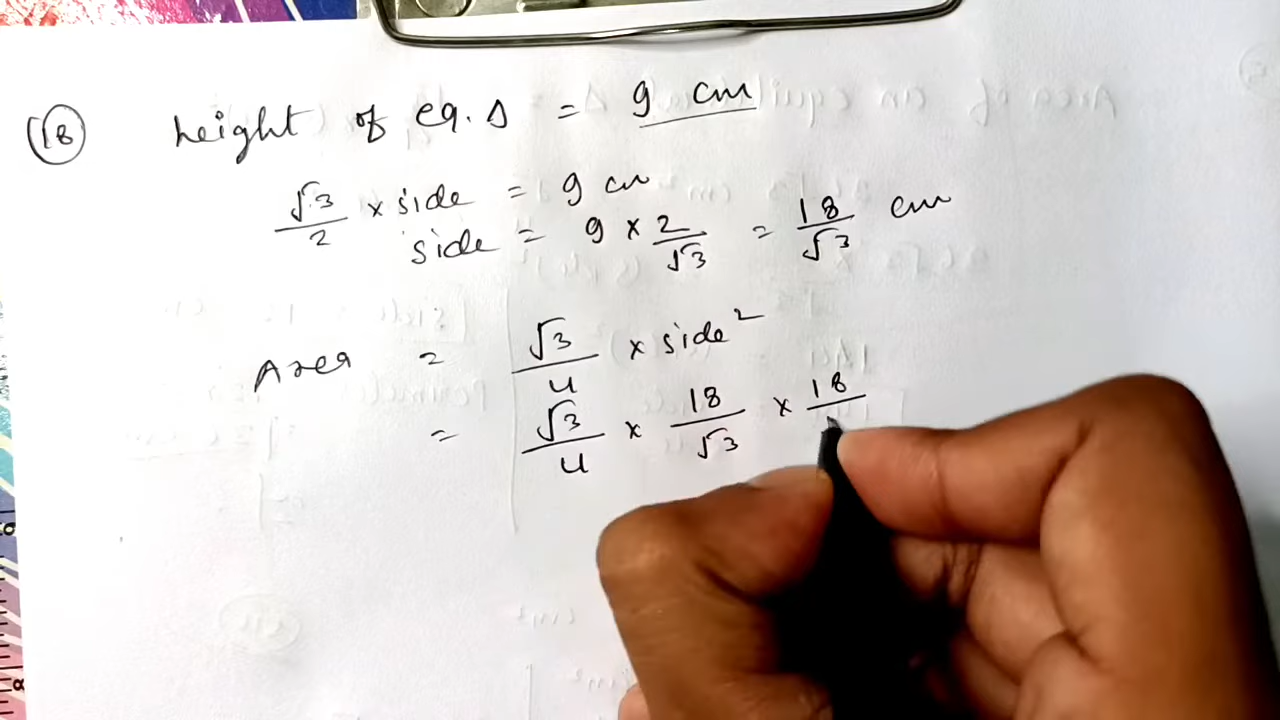 (18) height of eq. Δ = 9 cm
√3/2 × side = 9 cm
side = 9 × 2/√3 = 18/√3 cm
Area = √3/4 × side²
= √3/4 × 18/√3 × 18/